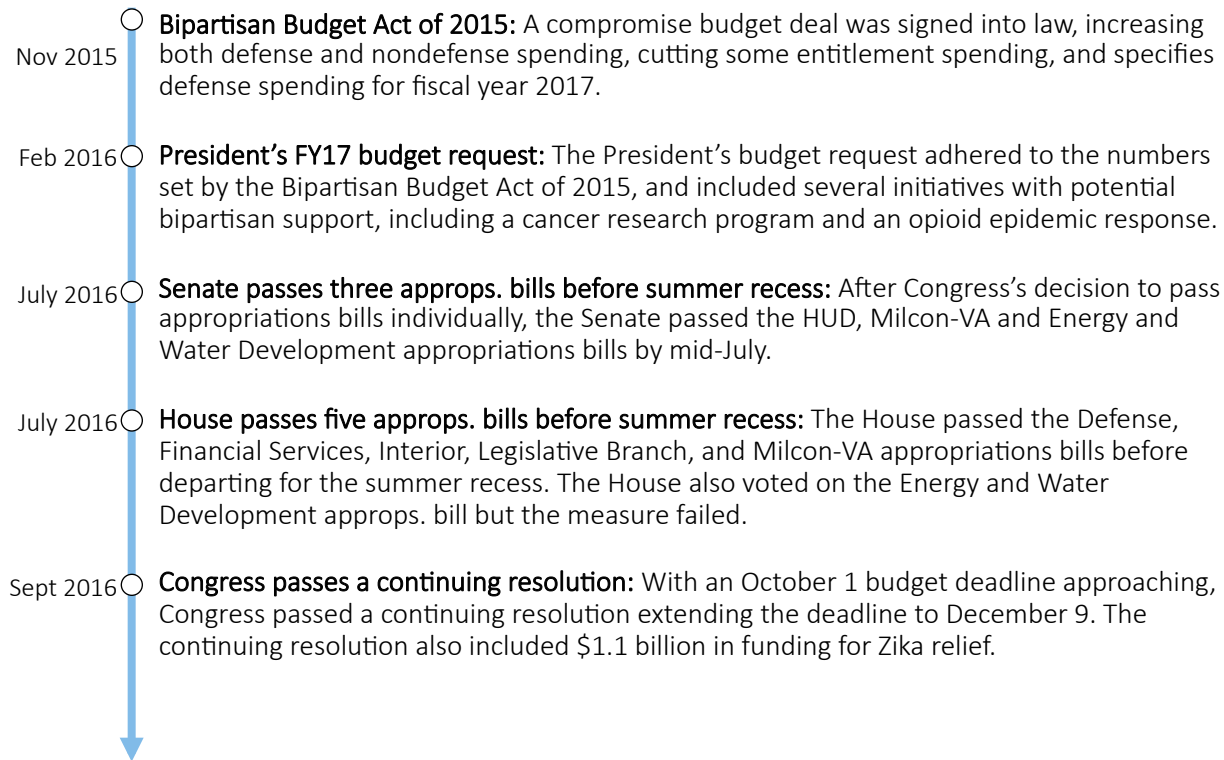 Bipartisan Budget Act of 2015: A compromise budget deal was signed into law, increasing
Nov 2015
both defense and nondefense spending, cutting some entitlement spending, and specifies
defense spending for fiscal year 2017.
Feb 2016
President’s FY17 budget request: The President’s budget request adhered to the numbers
set by the Bipartisan Budget Act of 2015, and included several initiatives with potential
bipartisan support, including a cancer research program and an opioid epidemic response.
July 2016
Senate passes three approps. bills before summer recess: After Congress’s decision to pass
appropriations bills individually, the Senate passed the HUD, Milcon-VA and Energy and
Water Development appropriations bills by mid-July.
July 2016
House passes five approps. bills before summer recess: The House passed the Defense,
Financial Services, Interior, Legislative Branch, and Milcon-VA appropriations bills before
departing for the summer recess. The House also voted on the Energy and Water
Development approps. bill but the measure failed.
Sept 2016
Congress passes a continuing resolution: With an October 1 budget deadline approaching,
Congress passed a continuing resolution extending the deadline to December 9. The
continuing resolution also included $1.1 billion in funding for Zika relief.